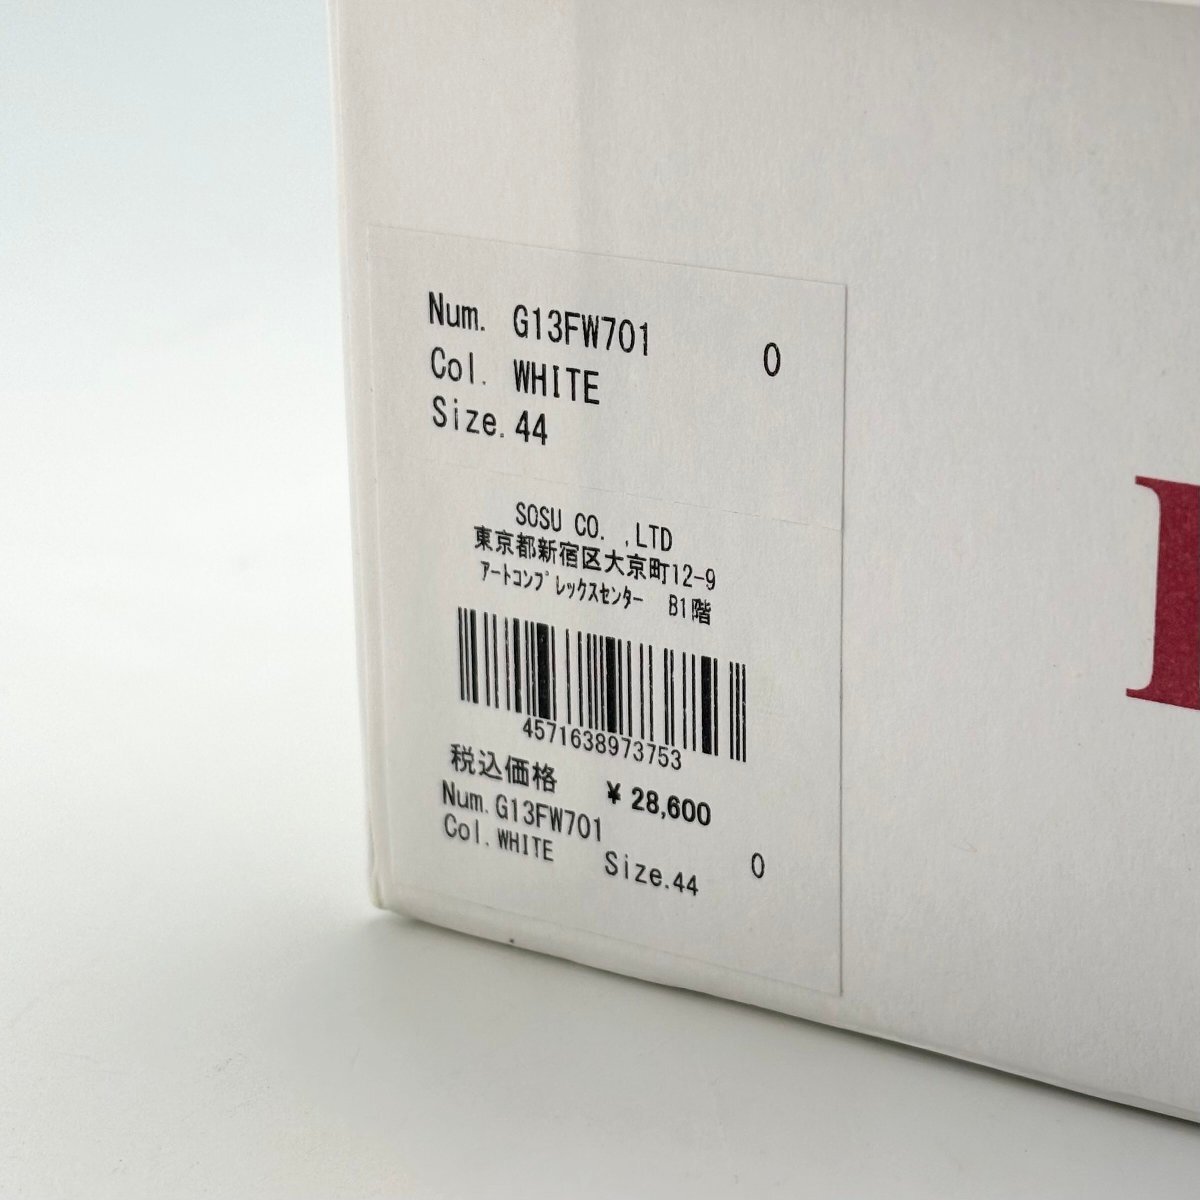 Num. G13FW701 0
Col. WHITE
Size.44
SOSU CO. ,LTD
東京都新宿区大京町12-9
ｱｰﾄｺﾝﾌﾟﾚｯｸｽｾﾝﾀｰ B1階
4571638973753
税込価格 ¥ 28,600
Num.G13FW701
Col.WHITE Size.44 0